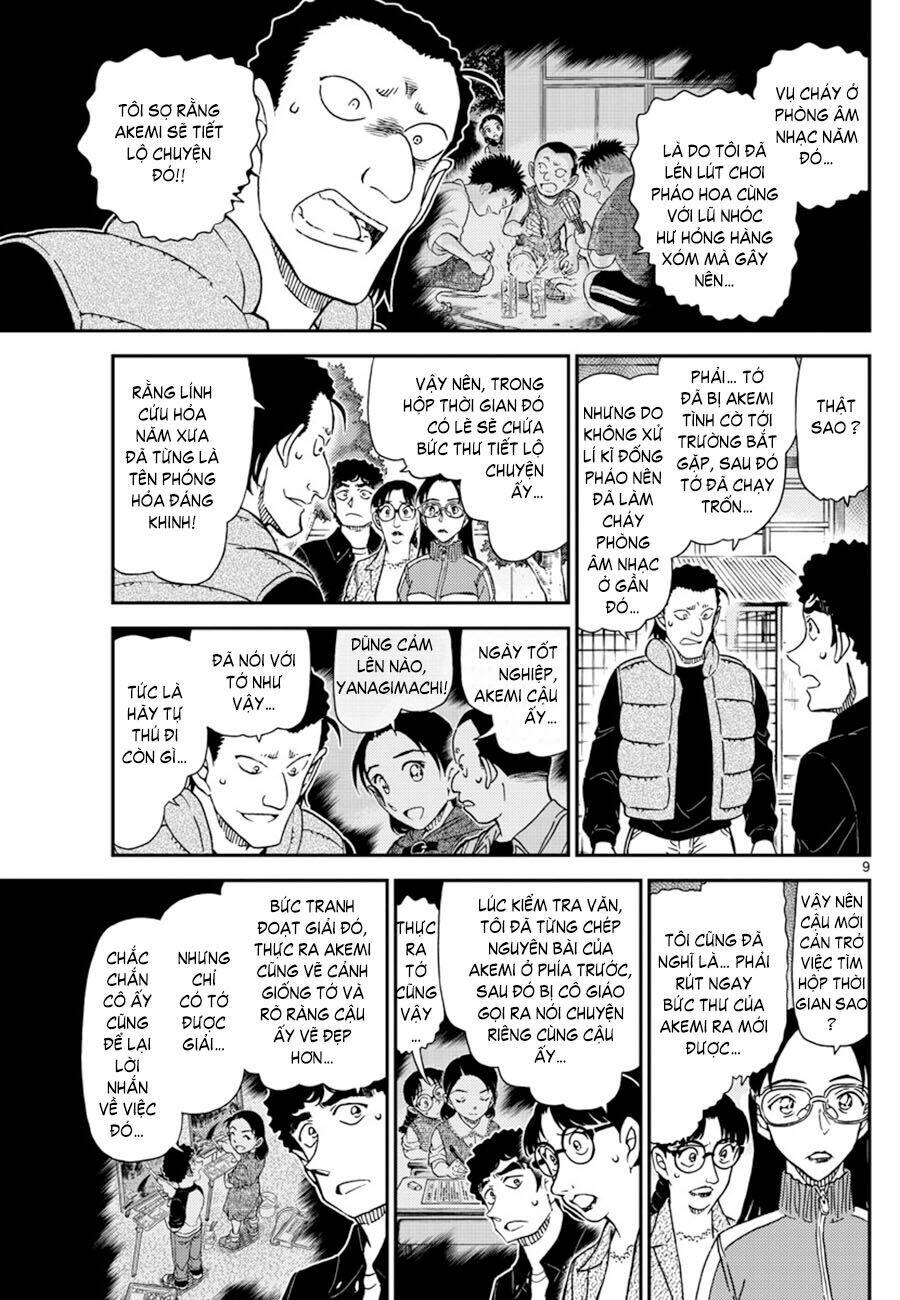 VỤ CHÁY Ở
PHÒNG ÂM
NHẠC NĂM
ĐÓ...
LÀ DO TÔI ĐÃ
LÉN LÚT CHƠI
PHÁO HOA CÙNG
VỚI LŨ NHÓC
HƯ HỎNG HÀNG
XÓM MÀ GÂY
NÊN...
TÔI SỢ RẰNG
AKEMI SẼ TIẾT
LỘ CHUYỆN
ĐÓ!!
THẬT
SAO ?
PHẢI... TỚ
ĐÃ BỊ AKEMI
TÌNH CỜ TỚI
TRƯỜNG BẮT
GẶP, SAU ĐÓ
TỚ ĐÃ CHẠY
TRỐN...
NHƯNG DO
KHÔNG XỬ
LÍ KĨ ĐỐNG
PHÁO NÊN
ĐÃ LÀM
CHÁY PHÒNG
ÂM NHẠC
Ở GẦN
ĐÓ...
VẬY NÊN, TRONG
HỘP THỜI GIAN ĐÓ
CÓ LẼ SẼ CHỨA
BỨC THƯ TIẾT LỘ
CHUYỆN
ẤY...
RẰNG LÍNH
CỨU HỎA
NĂM XƯA
ĐÃ TỪNG LÀ
TÊN PHÓNG
HỎA ĐÁNG
KHINH!
NGÀY TỐT
NGHIỆP,
AKEMI CẬU
ẤY...
DŨNG CẢM
LÊN NÀO,
YANAGIMACHI!
ĐÃ NÓI VỚI
TỚ NHƯ
VẬY...
TỨC LÀ
HÃY TỰ
THÚ ĐI
CÒN GÌ...
9
VẬY NÊN
CẬU MỚI
CẢN TRỞ
VIỆC TÌM
HỘP THỜI
GIAN SAO
?
TÔI CŨNG ĐÃ
NGHĨ LÀ... PHẢI
RÚT NGAY
BỨC THƯ CỦA
AKEMI RA MỚI
ĐƯỢC...
LÚC KIỂM TRA VĂN,
TÔI ĐÃ TỪNG CHÉP
NGUYÊN BÀI CỦA
AKEMI Ở PHÍA TRƯỚC,
SAU ĐÓ BỊ CÔ GIÁO
GỌI RA NÓI CHUYỆN
RIÊNG CÙNG CẬU
ẤY...
THỰC
RA
TỚ
CŨNG
VẬY
...
BỨC TRANH
ĐOẠT GIẢI ĐÓ,
THỰC RA AKEMI
CŨNG VẼ CẢNH
GIỐNG TỚ VÀ
RÕ RÀNG CẬU
ẤY VẼ ĐẸP
HƠN...
NHƯNG
CHỈ
CÓ TỚ
ĐƯỢC
GIẢI...
CHẮC
CHẮN
CÔ ẤY
CŨNG
ĐỂ LẠI
LỜI
NHẮN
VỀ VIỆC
ĐÓ...